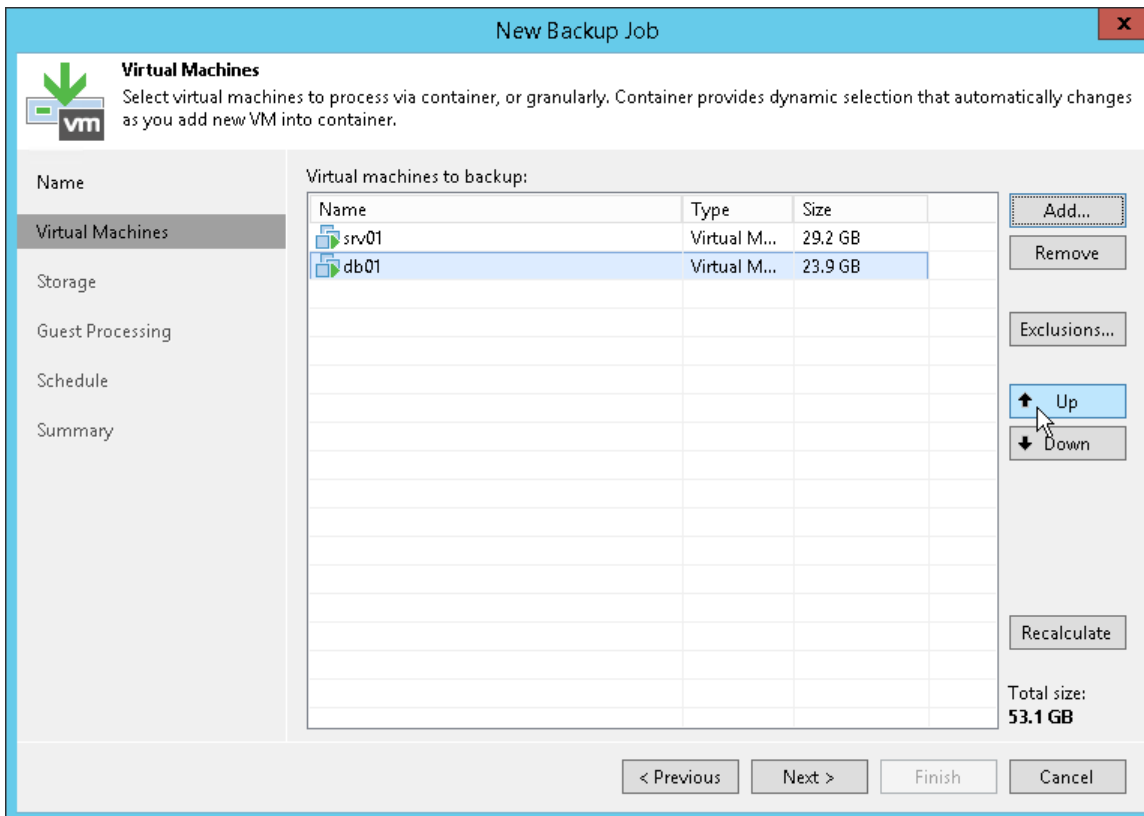 New Backup Job
x
Virtual Machines
Select virtual machines to process via container, or granularly. Container provides dynamic selection that automatically changes
as you add new VM into container.
vm
Name
Virtual Machines
Storage
Guest Processing
Schedule
Summary
Virtual machines to backup:
Name Type Size
srv01 Virtual M... 29.2 GB
db01 Virtual M... 23.9 GB
Add...
Remove
Exclusions...
Up
Down
Recalculate
Total size:
53.1 GB
< Previous Next > Finish Cancel